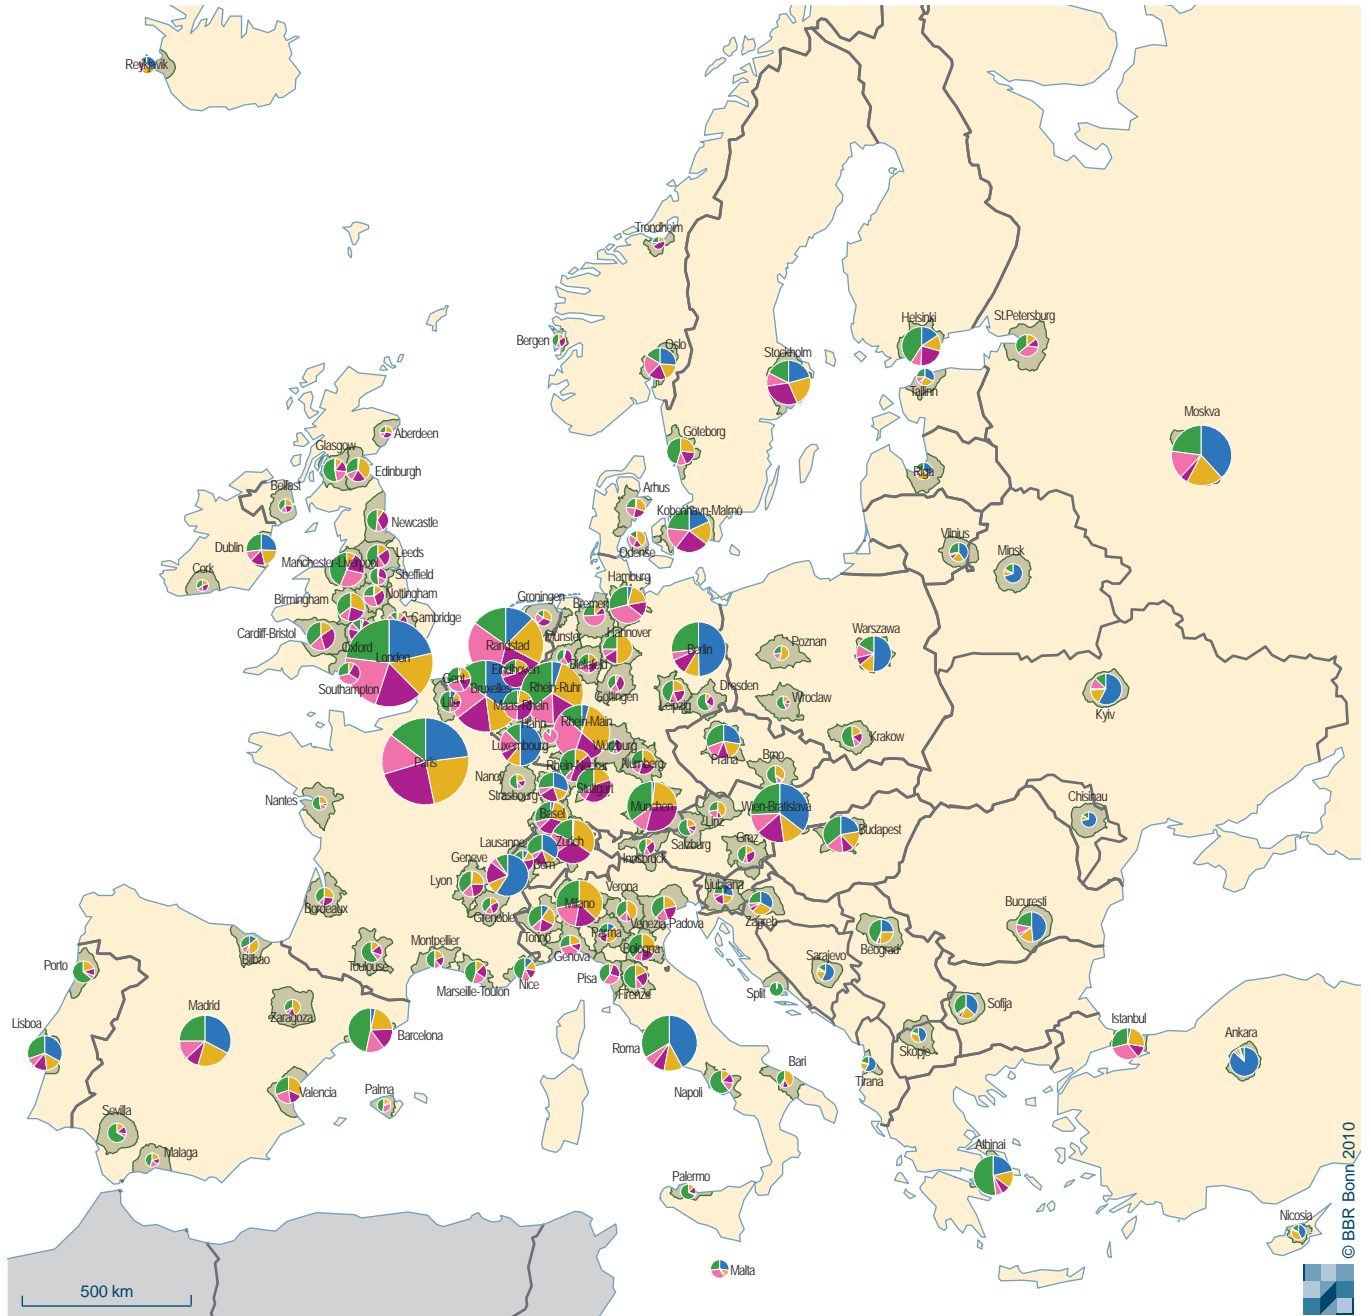 Reykjavik
Trondheim
Bergen
Oslo
Stockholm
Helsinki
St.Petersburg
Tallinn
Göteborg
Moskva
Riga
Aberdeen
Glasgow
Edinburgh
Belfast
Arhus
Kobenhavn-Malmö
Newcastle
Odense
Vilnius
Minsk
Dublin
Cork
Manchester-Liverpool
Leeds
Sheffield
Nottingham
Birmingham
Cambridge
Cardiff-Bristol
Oxford
London
Southampton
Groningen
Bremen
Hamburg
Hannover
Münster
Bielefeld
Göttingen
Berlin
Poznan
Warszawa
Randstad
Eindhoven
Gent
Bruxelles
Rhein-Ruhr
Lille
Maas-Rhein
Leipzig
Dresden
Wroclaw
Krakow
Kyiv
Hahn
Rhein-Main
Luxembourg
Würzburg
Paris
Rhein-Neckar
Nürnberg
Praha
Brno
Nancy
Strasbourg
Stuttgart
Nantes
Basel
München
Linz
Wien-Bratislava
Budapest
Chisinau
Salzburg
Lausanne
Zürich
Bern
Innsbruck
Graz
Geneve
Lyon
Grenoble
Milano
Verona
Ljubljana
Zagreb
Bordeaux
Torino
Parma
Venezia-Padova
Bologna
Genova
Beograd
Bucuresti
Bilbao
Toulouse
Montpellier
Marseille-Toulon
Nice
Pisa
Firenze
Sarajevo
Split
Porto
Zaragoza
Madrid
Barcelona
Lisboa
Roma
Sofija
Skopje
Istanbul
Ankara
Valencia
Palma
Napoli
Bari
Tirana
Sevilla
Malaga
Palermo
Athinai
Malta
Nicosia
500 km
© BBR Bonn 2010